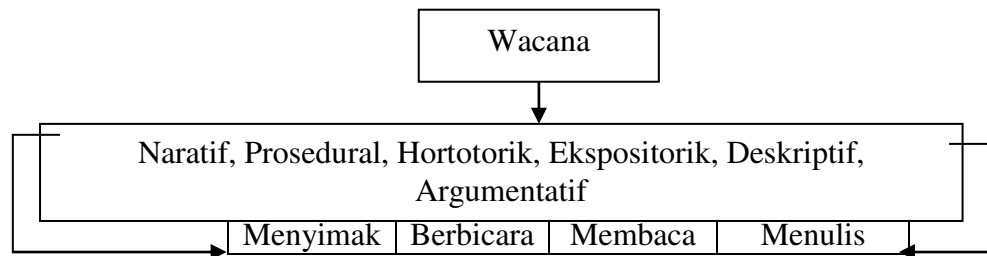 Wacana
Naratif, Prosedural, Hortotorik, Ekspositorik, Deskriptif,
Argumentatif
Menyimak Berbicara Membaca Menulis